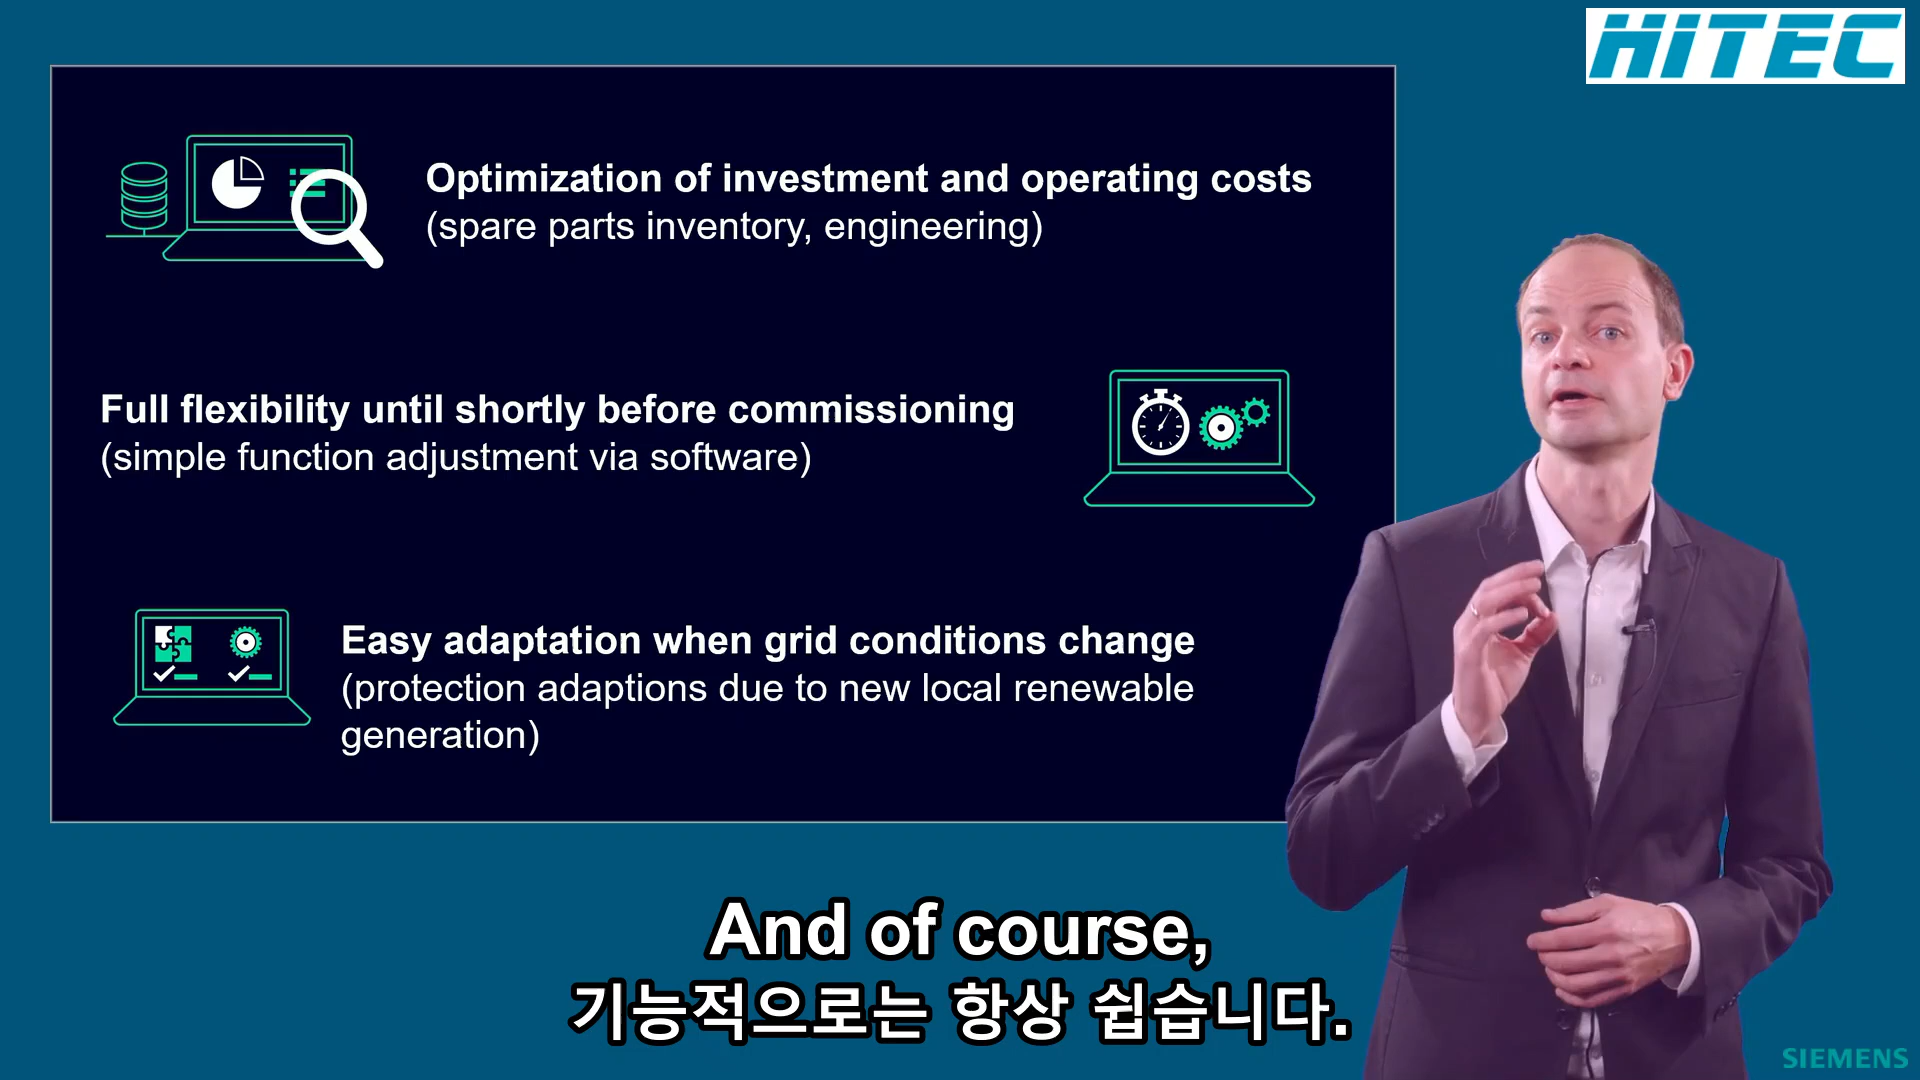 HITEC
Optimization of investment and operating costs
(spare parts inventory, engineering)
Full flexibility until shortly before commissioning
(simple function adjustment via software)
Easy adaptation when grid conditions change
(protection adaptions due to new local renewable
generation)
And of course,
기능적으로는 항상 쉽습니다.
SIEMENS